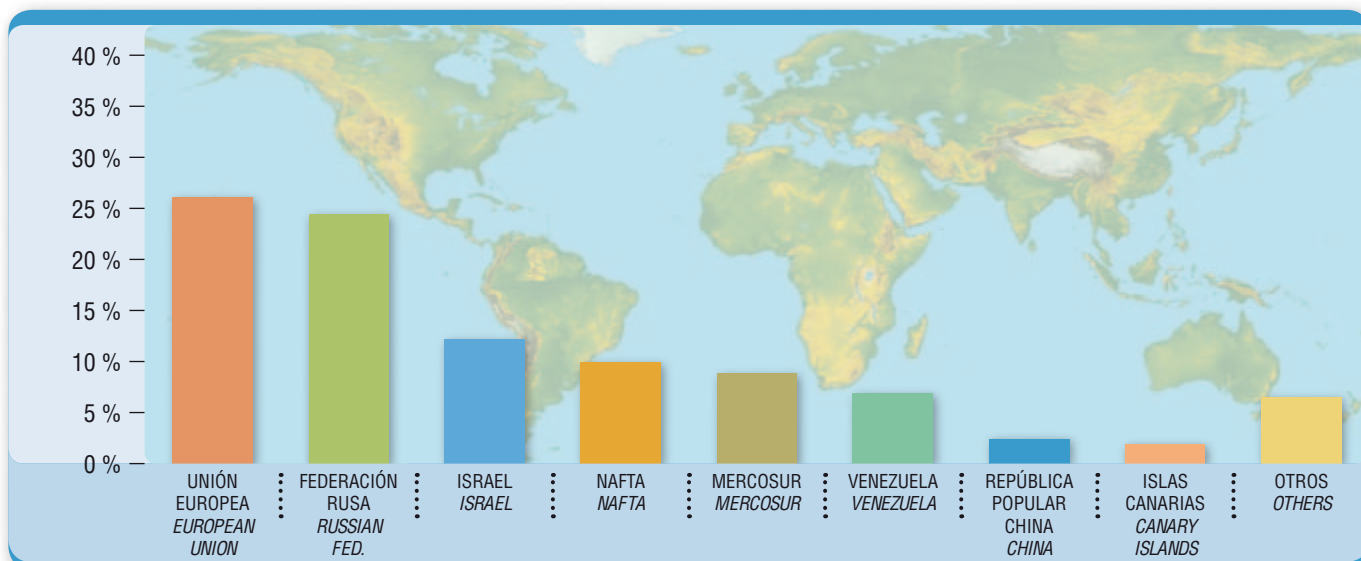 40 %
35 %
30 %
25 %
20 %
15 %
10 %
5 %
0 %
UNIÓN
EUROPEA
EUROPEAN
UNION
FEDERACIÓN
RUSA
RUSSIAN
FED.
ISRAEL
ISRAEL
NAFTA
NAFTA
MERCOSUR
MERCOSUR
VENEZUELA
VENEZUELA
REPÚBLICA
POPULAR
CHINA
CHINA
ISLAS
CANARIAS
CANARY
ISLANDS
OTROS
OTHERS